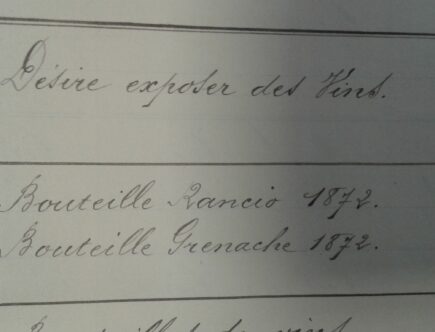 Désire exposer des Vins.
Bouteille Rancio 1872.
Bouteille Grenache 1872.